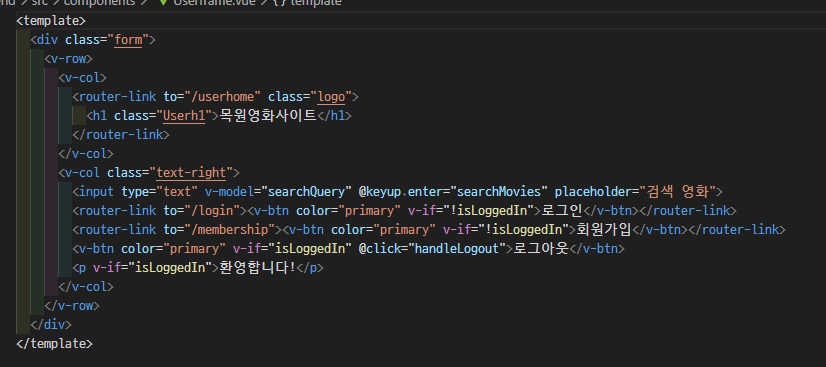 src > components > Userframe.vue > {} template
<template>
<div class="form">
<v-row>
<v-col>
<router-link to="/userhome" class="logo">
<h1 class="Userh1">목원영화사이트</h1>
</router-link>
</v-col>
<v-col class="text-right">
<input type="text" v-model="searchQuery" @keyup.enter="searchMovies" placeholder="검색 영화">
<router-link to="/login"><v-btn color="primary" v-if="!isLoggedIn">로그인</v-btn></router-link>
<router-link to="/membership"><v-btn color="primary" v-if="!isLoggedIn">회원가입</v-btn></router-link>
<v-btn color="primary" v-if="isLoggedIn" @click="handleLogout">로그아웃</v-btn>
<p v-if="isLoggedIn">환영합니다!</p>
</v-col>
</v-row>
</div>
</template>